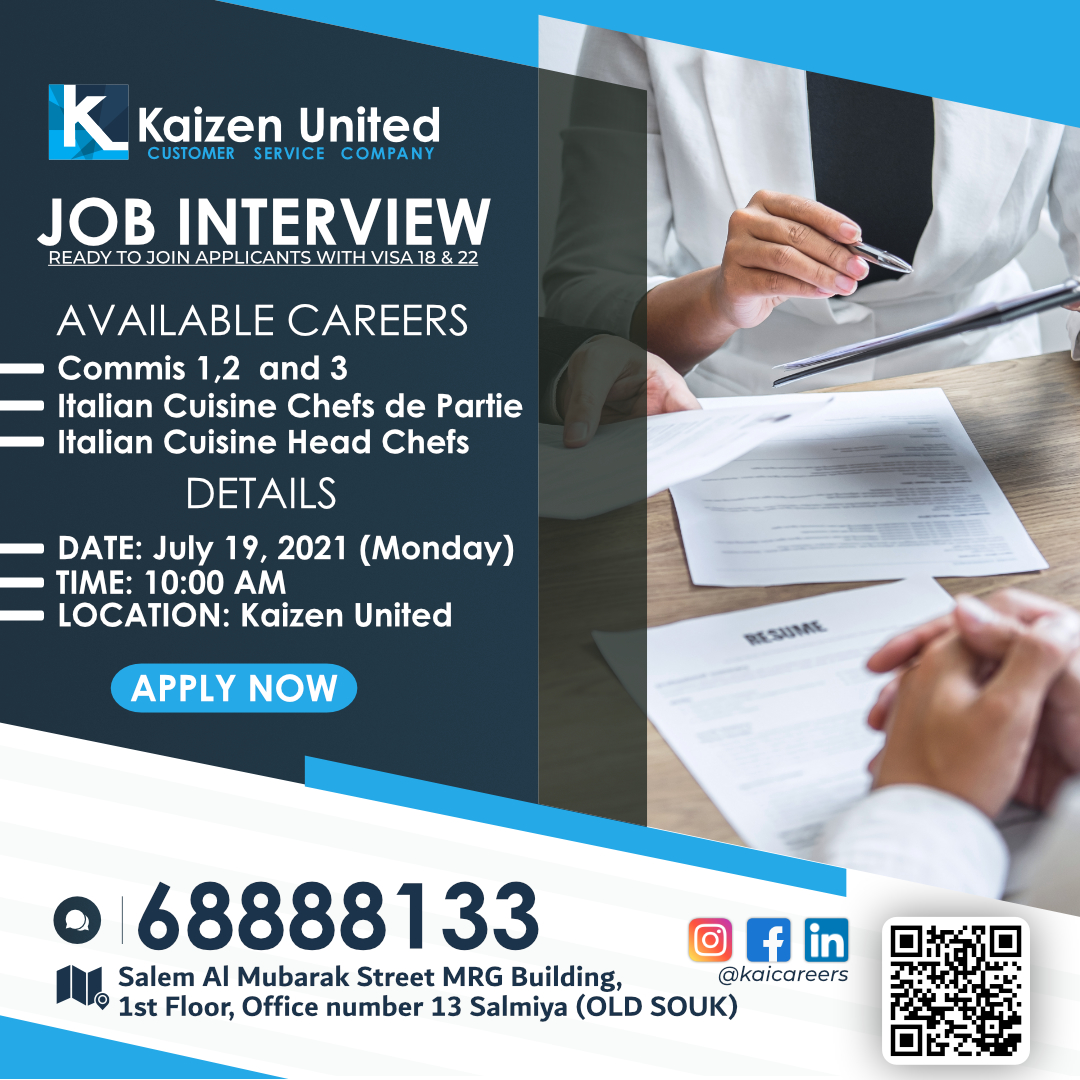 K Kaizen United
CUSTOMER SERVICE COMPANY
JOB INTERVIEW
READY TO JOIN APPLICANTS WITH VISA 18 & 22
AVAILABLE CAREERS
Commis 1,2 and 3
Italian Cuisine Chefs de Partie
Italian Cuisine Head Chefs
DETAILS
DATE: July 19, 2021 (Monday)
TIME: 10:00 AM
LOCATION: Kaizen United
APPLY NOW
RESUME
68888133
Salem Al Mubarak Street MRG Building,
1st Floor, Office number 13 Salmiya (OLD SOUK)
in
@kaicareers